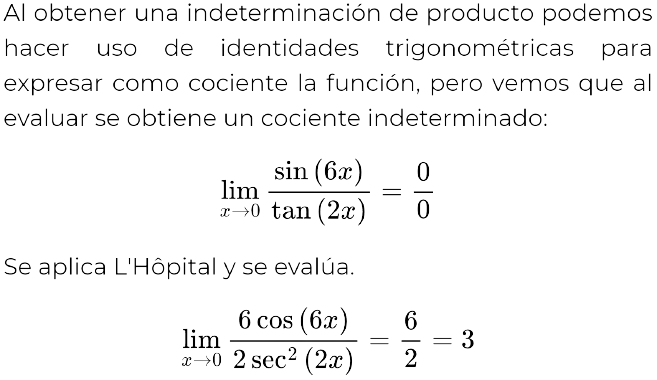 Al obtener una indeterminación de producto podemos
hacer uso de identidades trigonométricas para
expresar como cociente la función, pero vemos que al
evaluar se obtiene un cociente indeterminado:
lim x→0 sin (6x) / tan (2x) = 0/0
Se aplica L'Hôpital y se evalúa.
lim x→0 6 cos (6x) / 2 sec² (2x) = 6/2 = 3